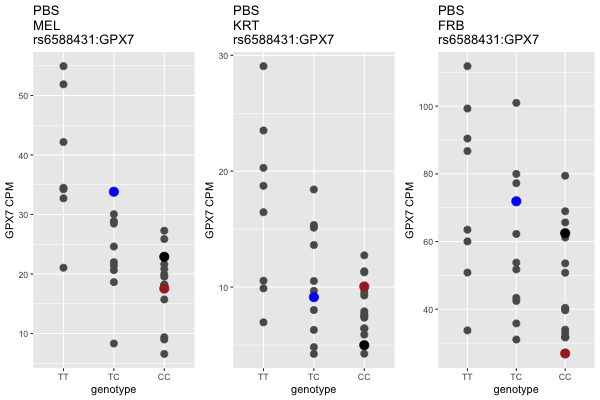 PBS
MEL
rs6588431:GPX7
GPX7 CPM
50
40
30
20
10
TT
TC
CC
genotype
PBS
KRT
rs6588431:GPX7
GPX7 CPM
30
20
10
TT
TC
CC
genotype
PBS
FRB
rs6588431:GPX7
GPX7 CPM
100
80
60
40
TT
TC
CC
genotype